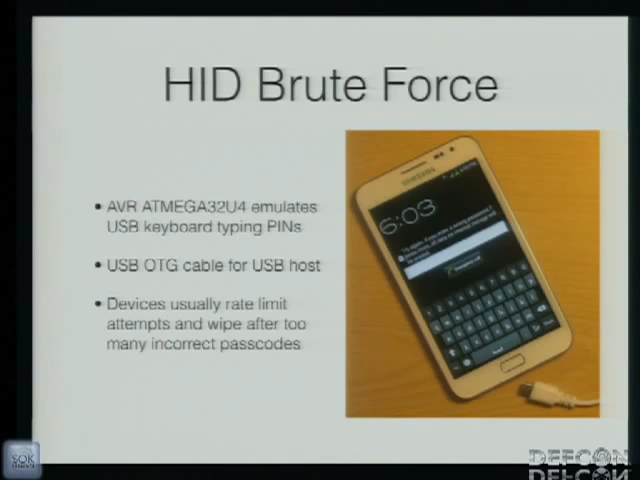 HID Brute Force
• AVR ATMEGA32U4 emulates
USB keyboard typing PINs
• USB OTG cable for USB host
• Devices usually rate limit
attempts and wipe after too
many incorrect passcodes
SAMSUNG
6:03
SOK
DEFCON